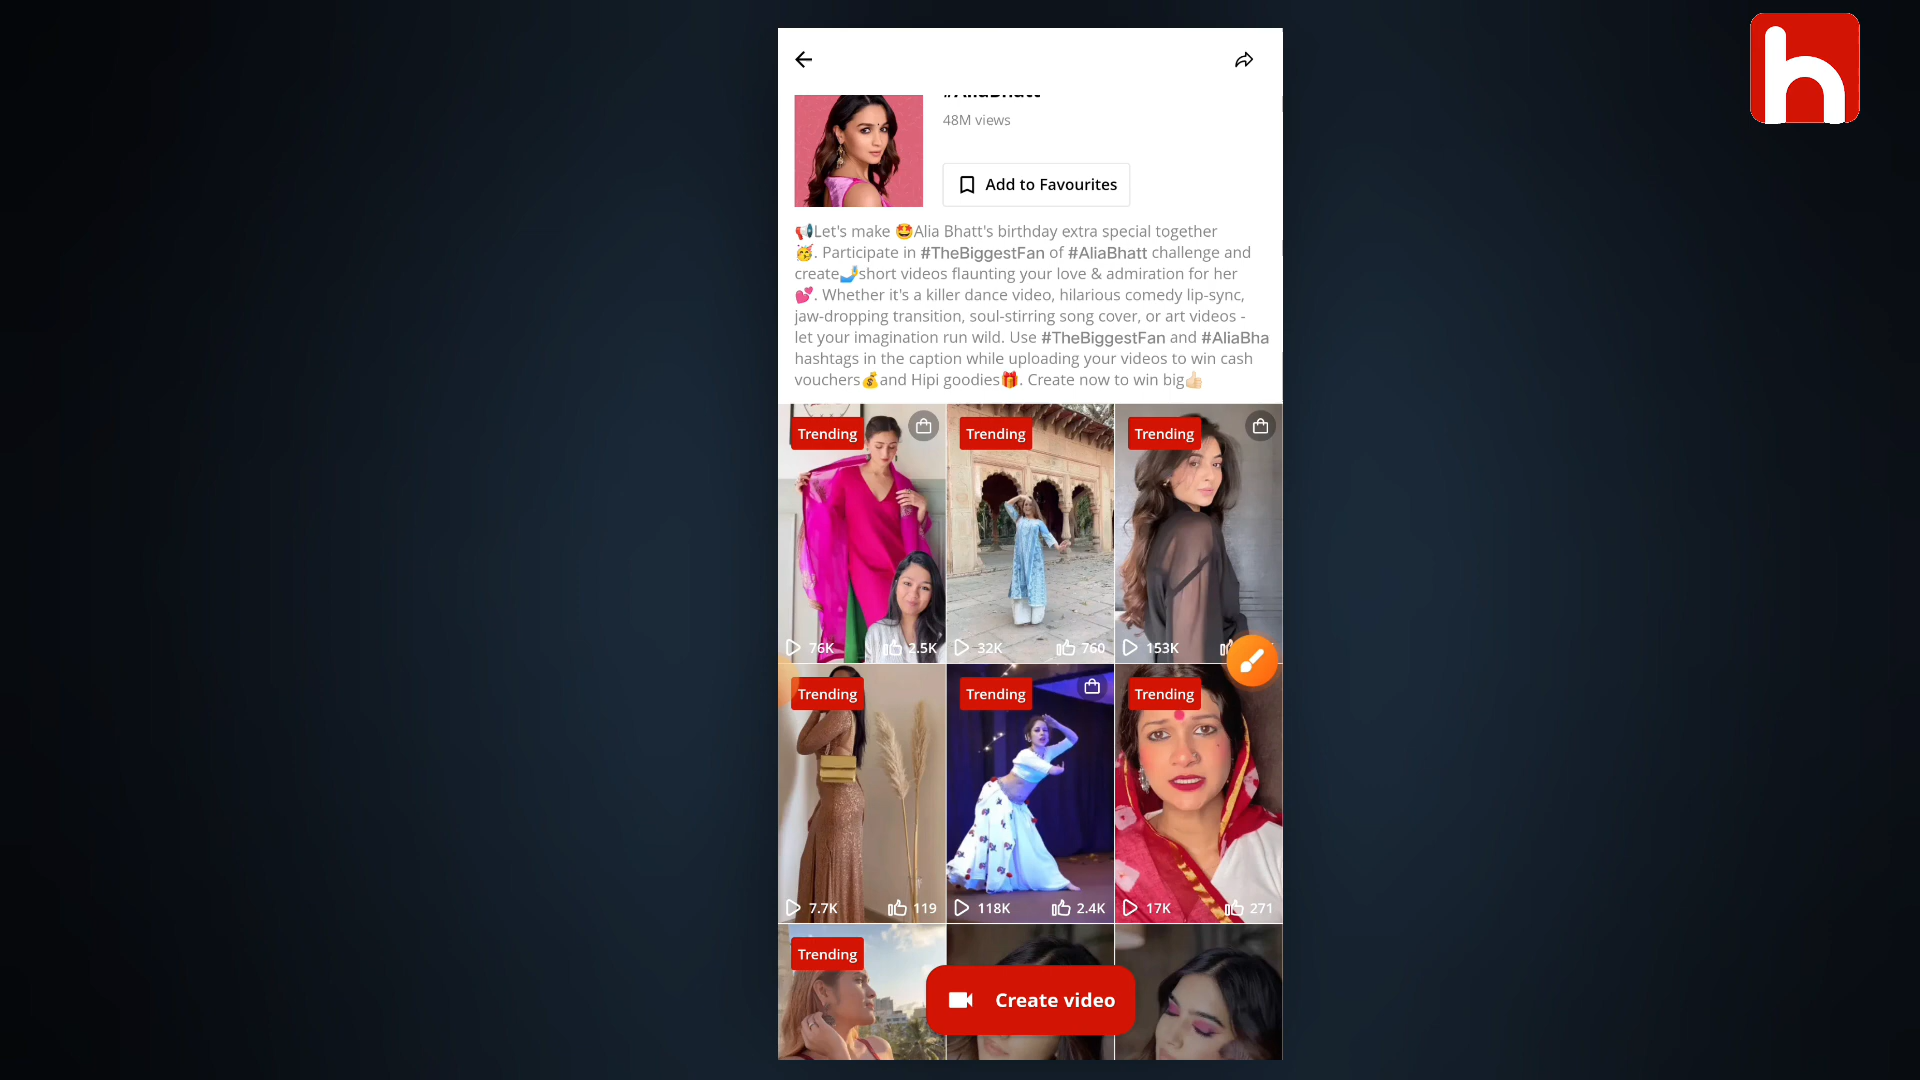 #AliaBhatt
48M views
Add to Favourites
📢Let's make 🤩Alia Bhatt's birthday extra special together
🥳. Participate in #TheBiggestFan of #AliaBhatt challenge and
create🤳short videos flaunting your love & admiration for her
💕. Whether it's a killer dance video, hilarious comedy lip-sync,
jaw-dropping transition, soul-stirring song cover, or art videos -
let your imagination run wild. Use #TheBiggestFan and #AliaBha
hashtags in the caption while uploading your videos to win cash
vouchers💰and Hipi goodies🎁. Create now to win big👍🏻
Trending Trending Trending
76K 2.5K 32K 760 153K
Trending Trending Trending
7.7K 119 118K 2.4K 17K 271
Trending
Create video
h